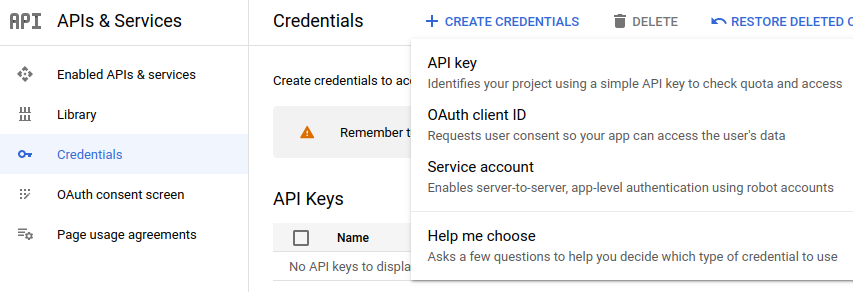 API APIs & Services
Credentials
CREATE CREDENTIALS
DELETE
RESTORE DELETED
Enabled APIs & services
Library
Credentials
OAuth consent screen
Page usage agreements
Create credentials to
Remember
API Keys
Name
No API keys to
API key
Identifies your project using a simple API key to check quota and access
OAuth client ID
Requests user consent so your app can access the user's data
Service account
Enables server-to-server, app-level authentication using robot accounts
Help me choose
Asks a few questions to help you decide which type of credential to use